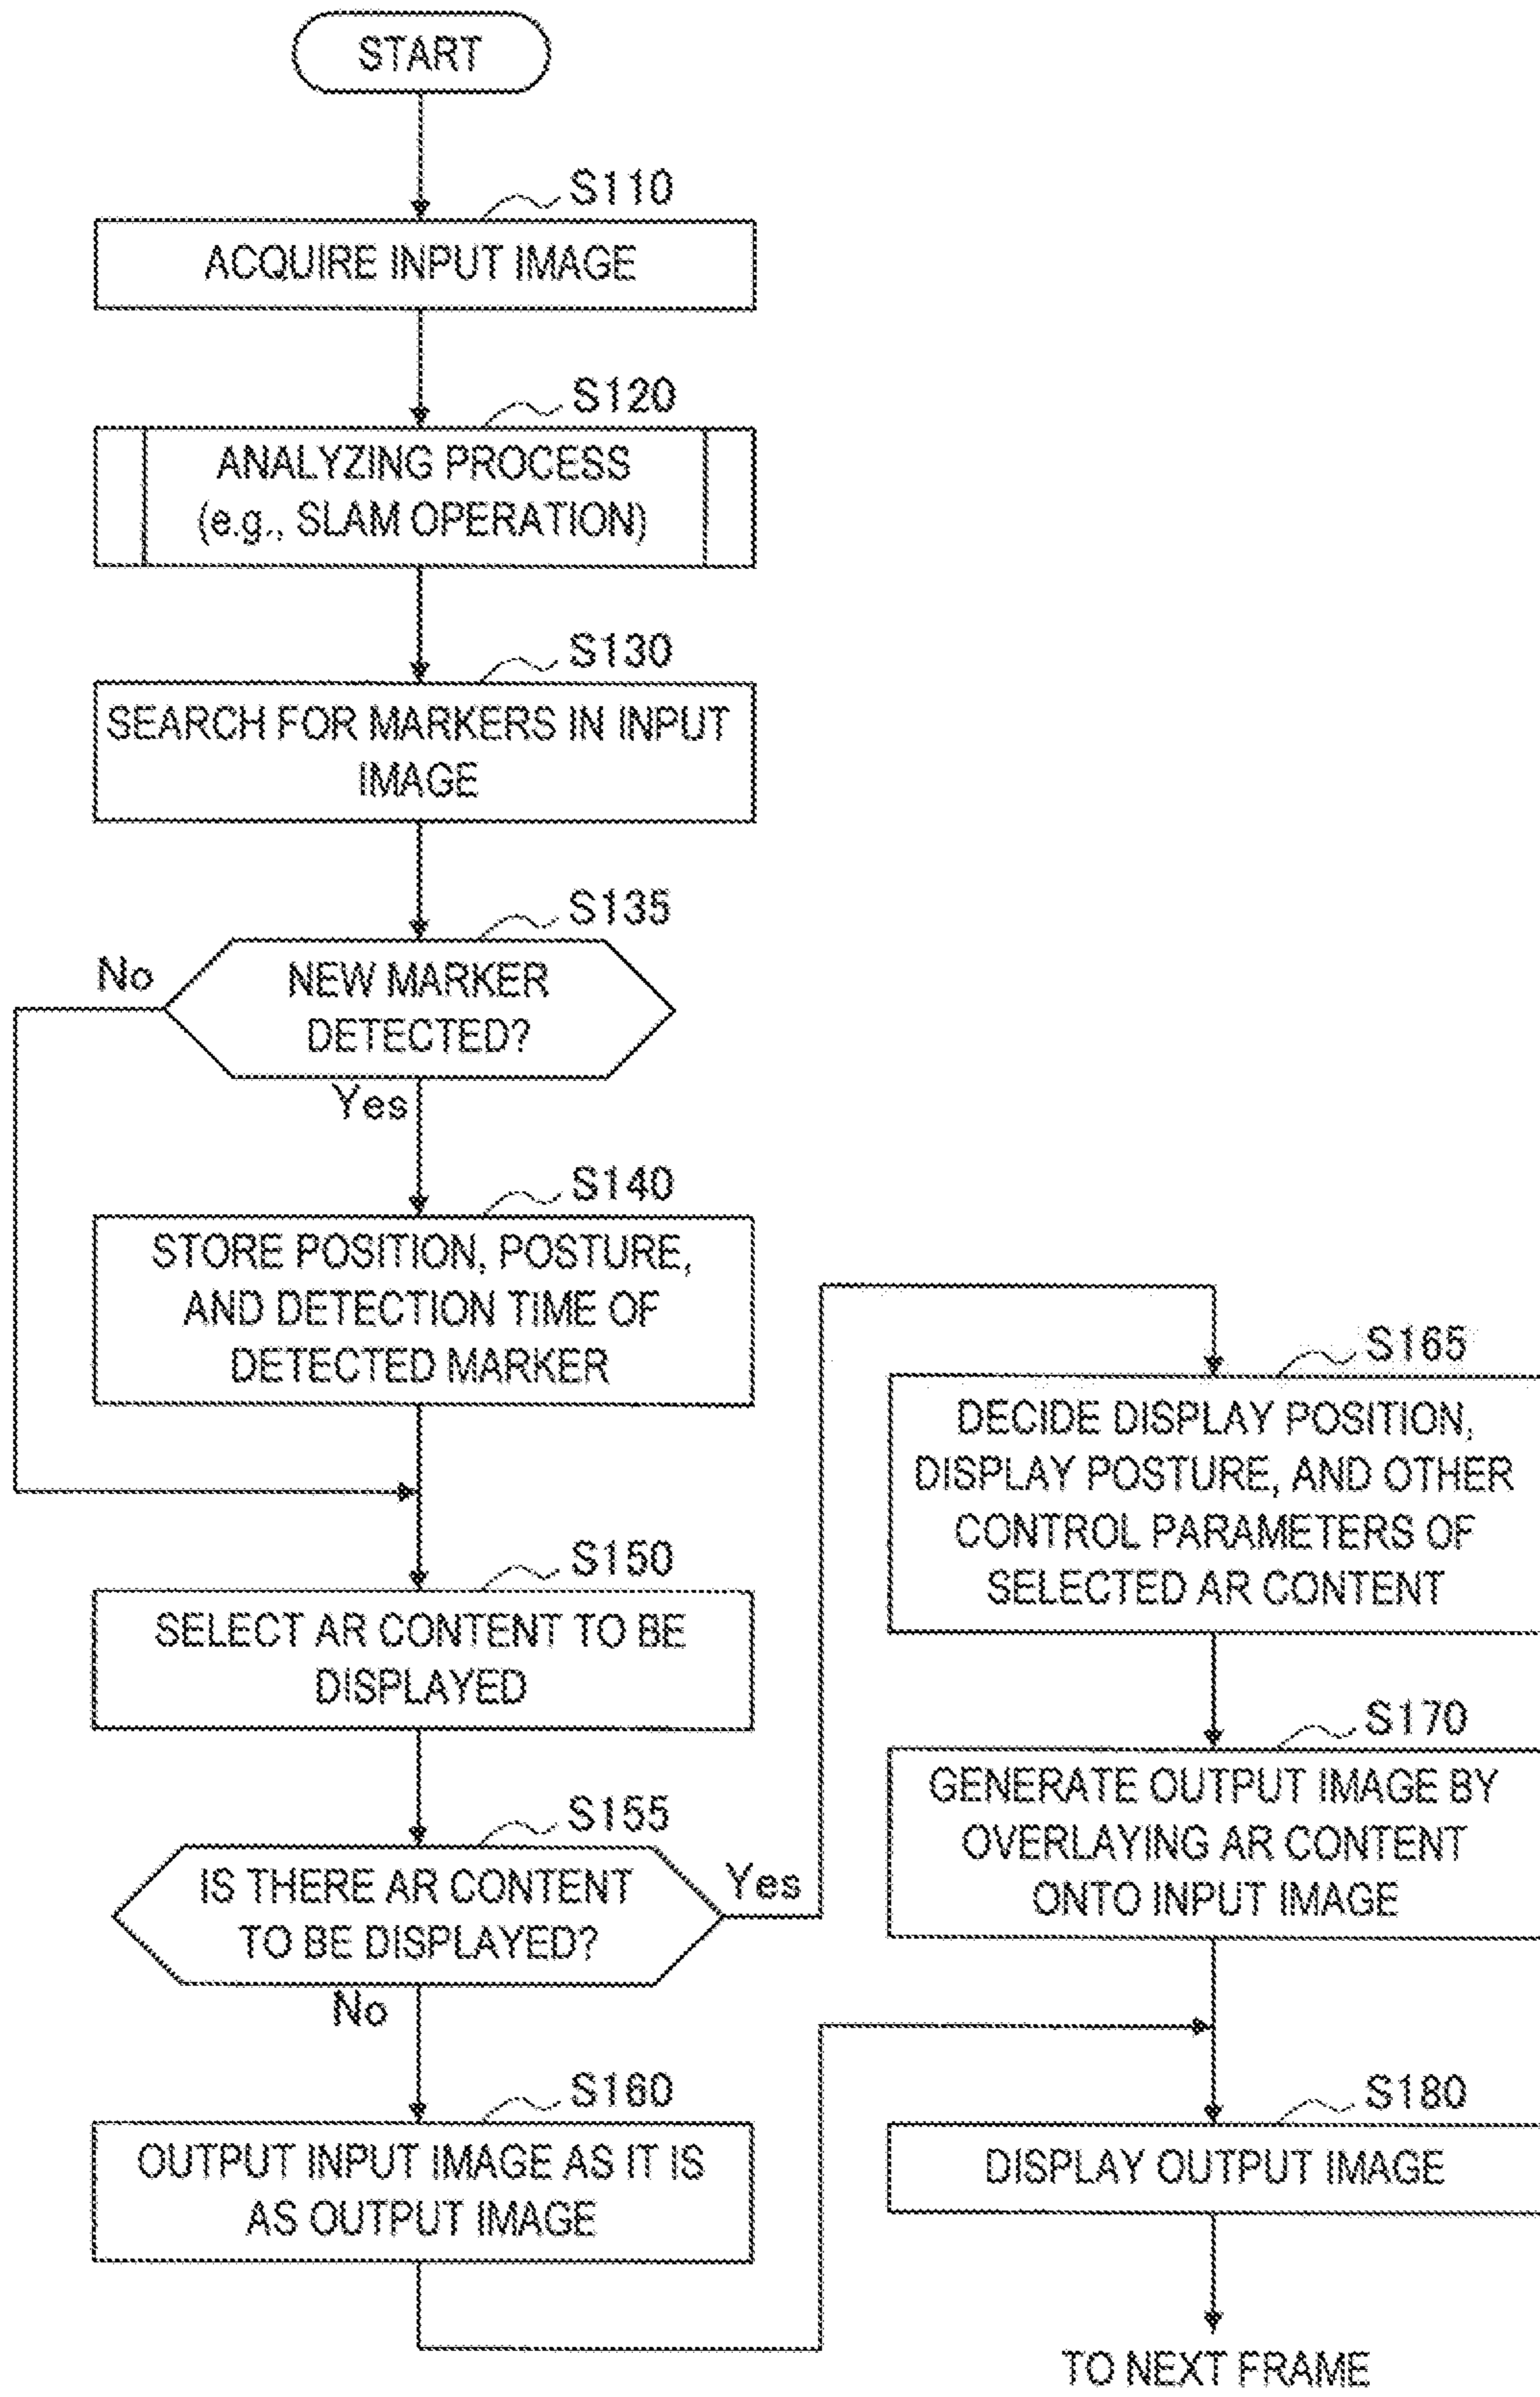 START
S110
ACQUIRE INPUT IMAGE
S120
ANALYZING PROCESS
(e.g., SLAM OPERATION)
S130
SEARCH FOR MARKERS IN INPUT
IMAGE
S135
No
NEW MARKER
DETECTED?
Yes
S140
STORE POSITION, POSTURE,
AND DETECTION TIME OF
DETECTED MARKER
S150
SELECT AR CONTENT TO BE
DISPLAYED
S155
IS THERE AR CONTENT
TO BE DISPLAYED?
Yes
No
S160
OUTPUT INPUT IMAGE AS IT IS
AS OUTPUT IMAGE
S165
DECIDE DISPLAY POSITION,
DISPLAY POSTURE, AND OTHER
CONTROL PARAMETERS OF
SELECTED AR CONTENT
S170
GENERATE OUTPUT IMAGE BY
OVERLAYING AR CONTENT
ONTO INPUT IMAGE
S180
DISPLAY OUTPUT IMAGE
TO NEXT FRAME